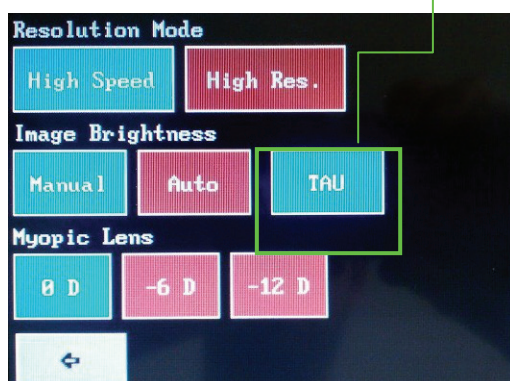 Resolution Mode
High Speed High Res.
Image Brightness
Manual Auto TAU
Myopic Lens
0 D -6 D -12 D